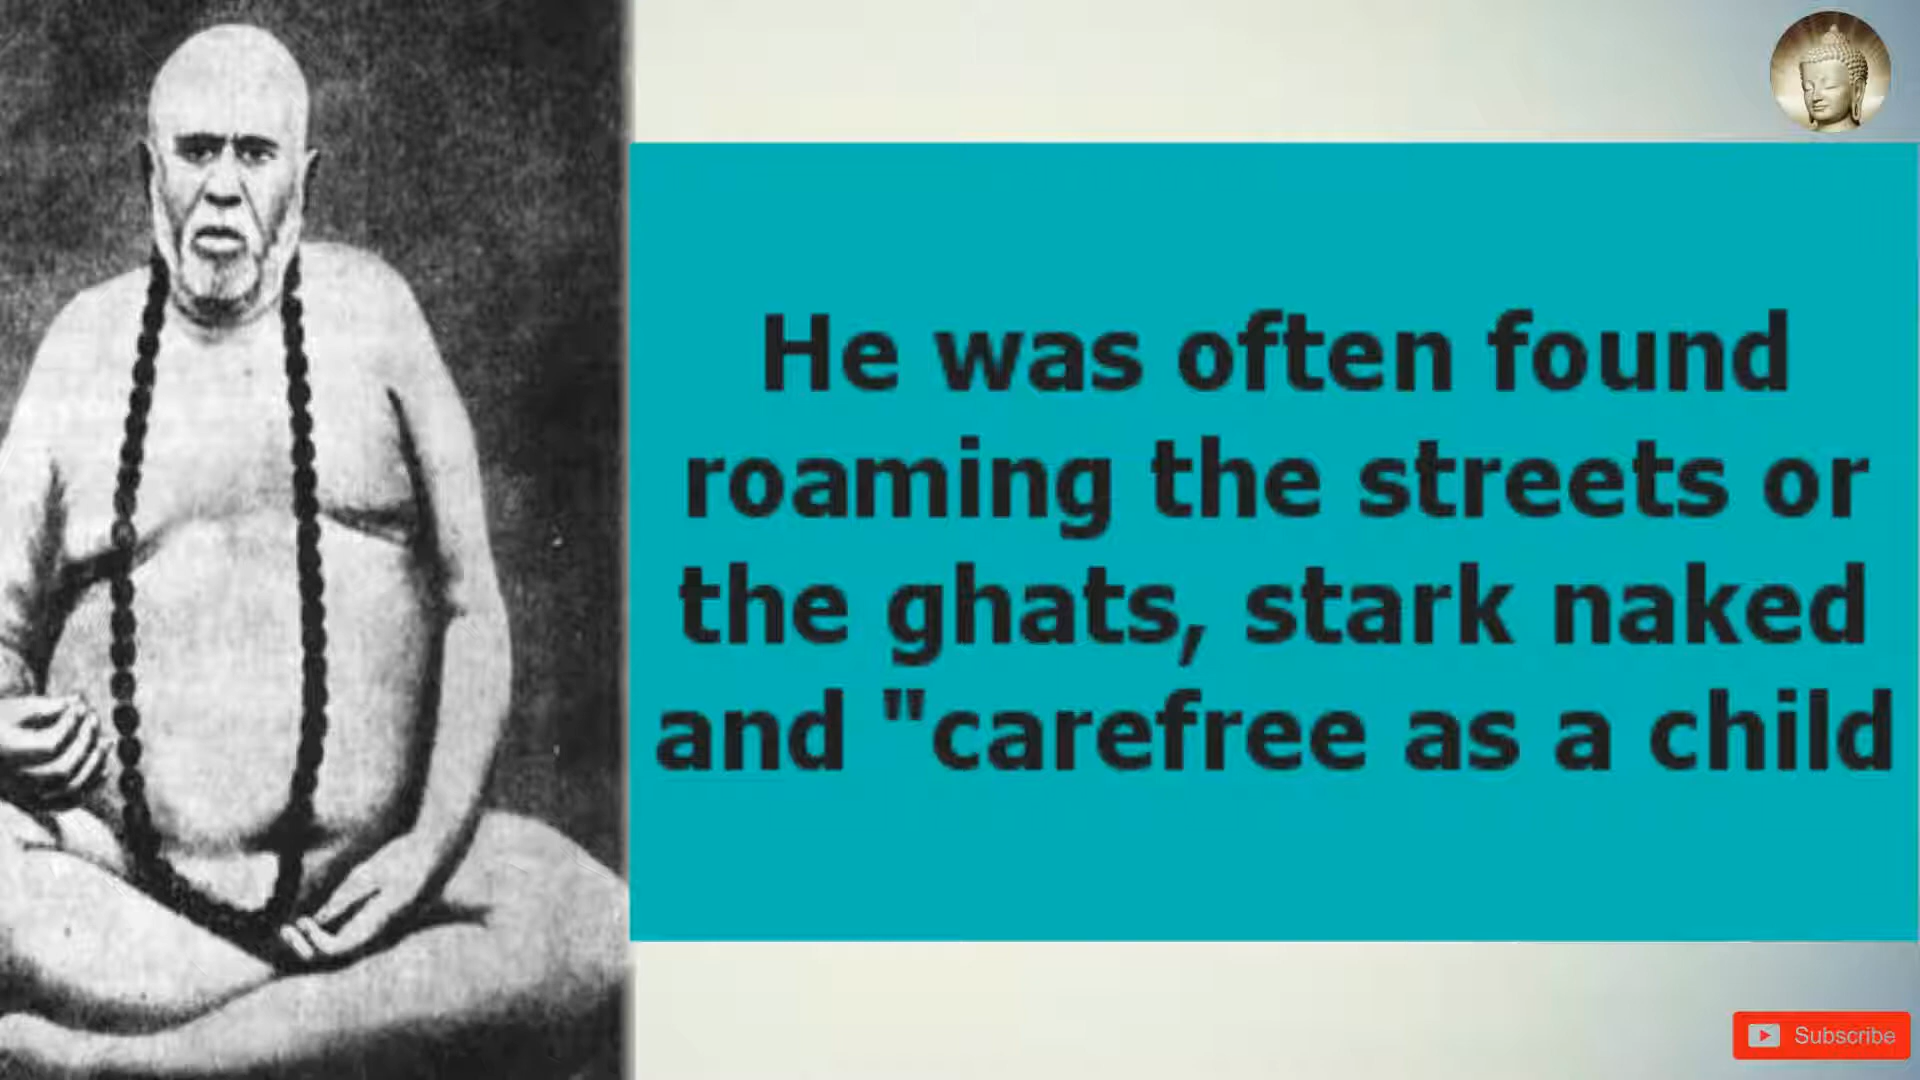 He was often found
roaming the streets or
the ghats, stark naked
and "carefree as a child
Subscribe